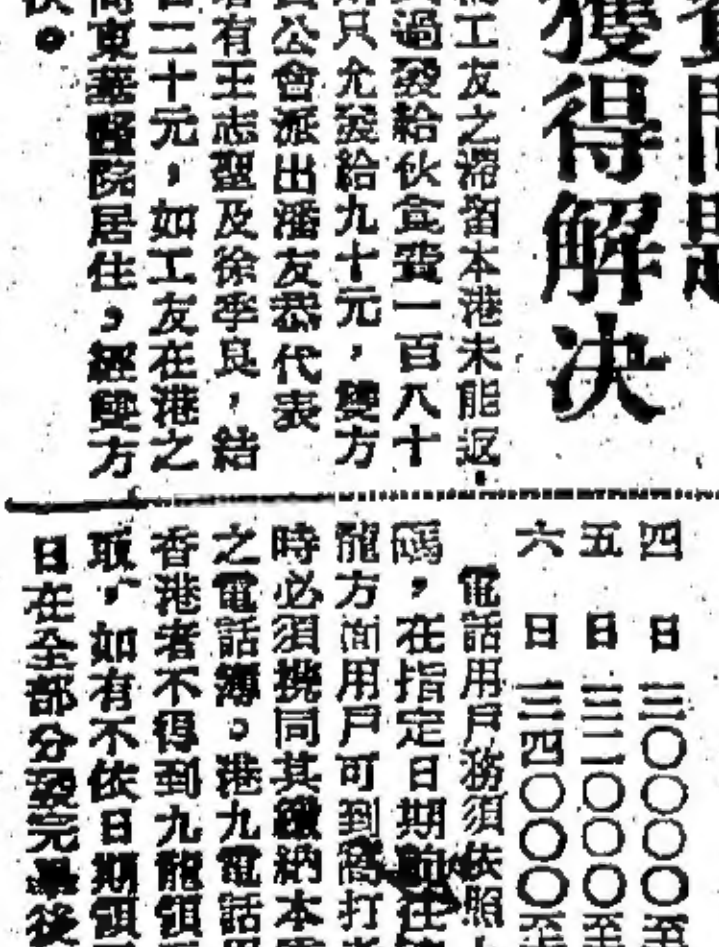 問題
獲得解决
工友之滯留本港未能返
過發給伙食費一百八十
只允發給九十元，雙方
公會派出潘友恭代表
有王志聖及徐季良，結
二十元，如工友在港之
東華醫院居住，經雙方
。
四日三〇〇〇〇至
五日三二〇〇〇至
六日三四〇〇〇至
電話用戶務須依照
碼，在指定日期前往
龍方面用戶可到
時必須携同其繳納本
之電話簿。港九電話
香港者不得到九龍領
取，如有不依日期領
日在全部分發完畢後